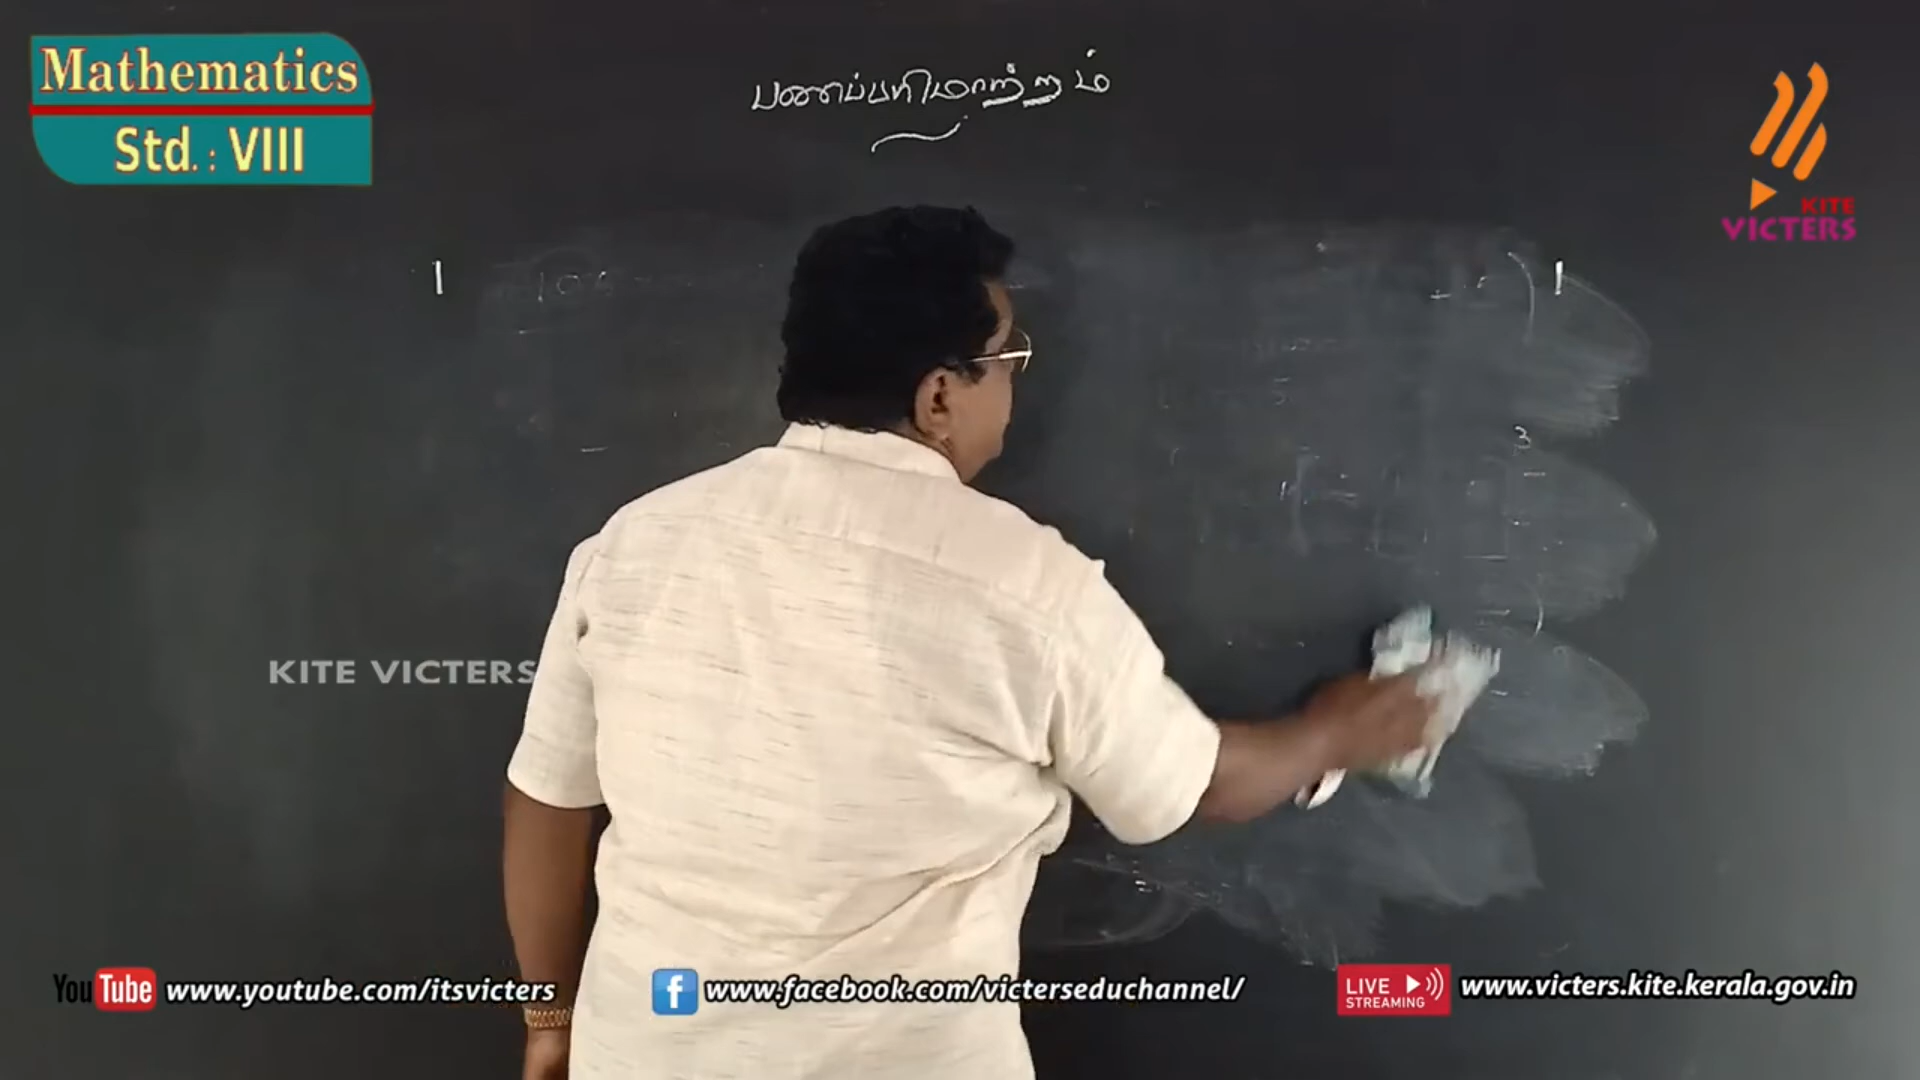 Mathematics
Std. : VIII
பணப்பரிமாற்றம்
KITE
VICTERS
3
KITE VICTERS
You Tube www.youtube.com/itsvicters
f www.facebook.com/victerseduchannel/
LIVE STREAMING www.victers.kite.kerala.gov.in